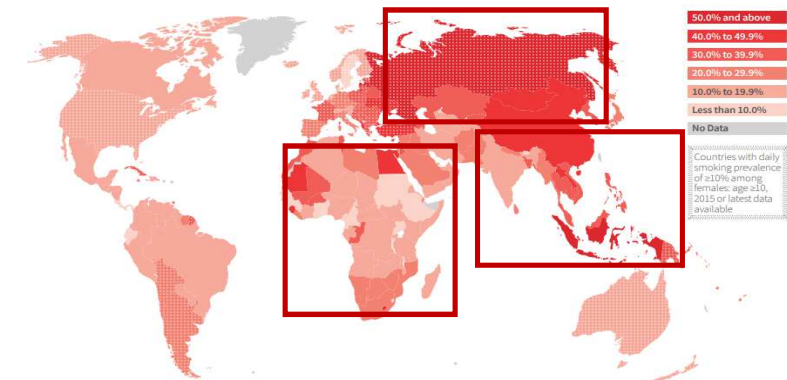 50.0% and above
40.0% to 49.9%
30.0% to 39.9%
20.0% to 29.9%
10.0% to 19.9%
Less than 10.0%
No Data
Countries with daily
smoking prevalence
of ≥10% among
females: age ≥10,
2015 or latest data
available